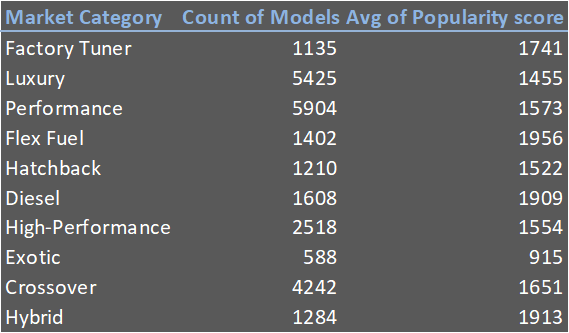 Market Category Count of Models Avg of Popularity score
Factory Tuner 1135 1741
Luxury 5425 1455
Performance 5904 1573
Flex Fuel 1402 1956
Hatchback 1210 1522
Diesel 1608 1909
High-Performance 2518 1554
Exotic 588 915
Crossover 4242 1651
Hybrid 1284 1913